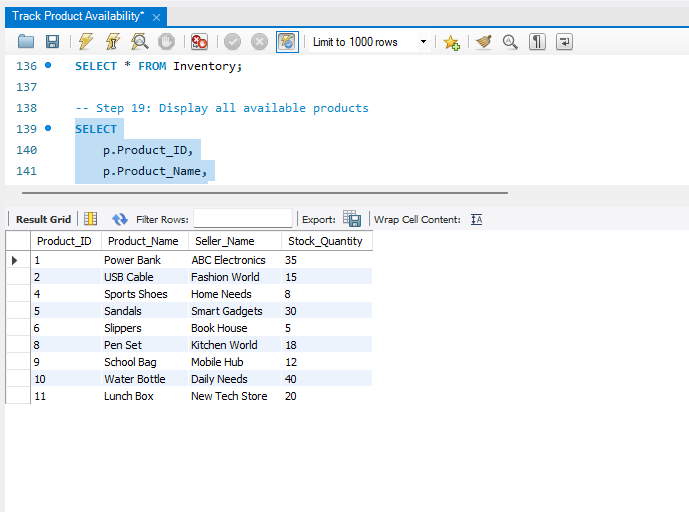 Track Product Availability*
Limit to 1000 rows
136 SELECT * FROM Inventory;
137
138 -- Step 19: Display all available products
139 SELECT
140 p.Product_ID,
141 p.Product_Name,
Result Grid Filter Rows: Export: Wrap Cell Content: IA
Product_ID Product_Name Seller_Name Stock_Quantity
1 Power Bank ABC Electronics 35
2 USB Cable Fashion World 15
4 Sports Shoes Home Needs 8
5 Sandals Smart Gadgets 30
6 Slippers Book House 5
8 Pen Set Kitchen World 18
9 School Bag Mobile Hub 12
10 Water Bottle Daily Needs 40
11 Lunch Box New Tech Store 20